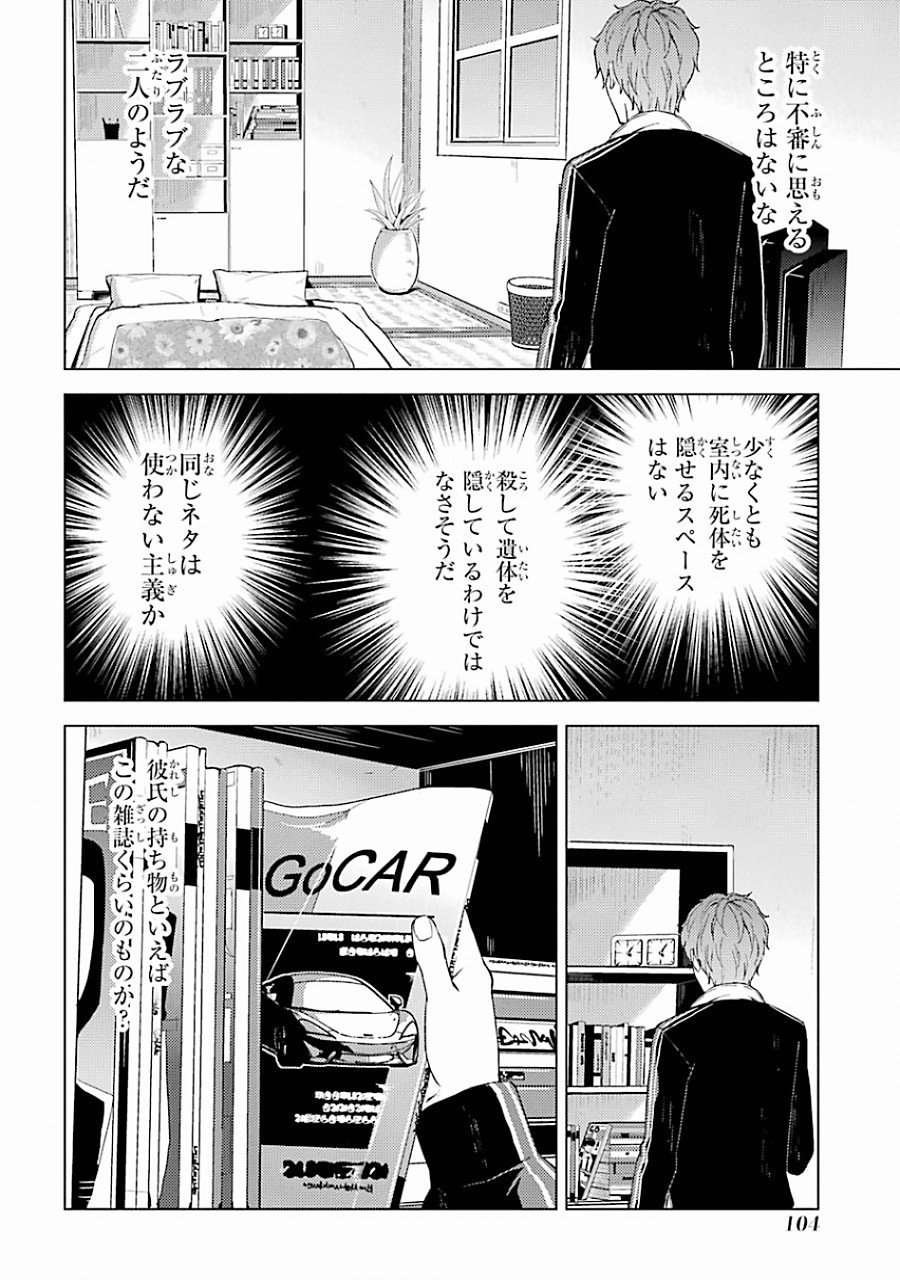 特に不審に思える
ところはないな
ラブラブな
二人のようだ
少なくとも
室内に死体を
隠せるスペース
はない
殺して遺体を
隠しているわけでは
なさそうだ
同じネタは
使わない主義か
GoCAR
彼氏の持ち物といえば
この雑誌くらいのものか?
104